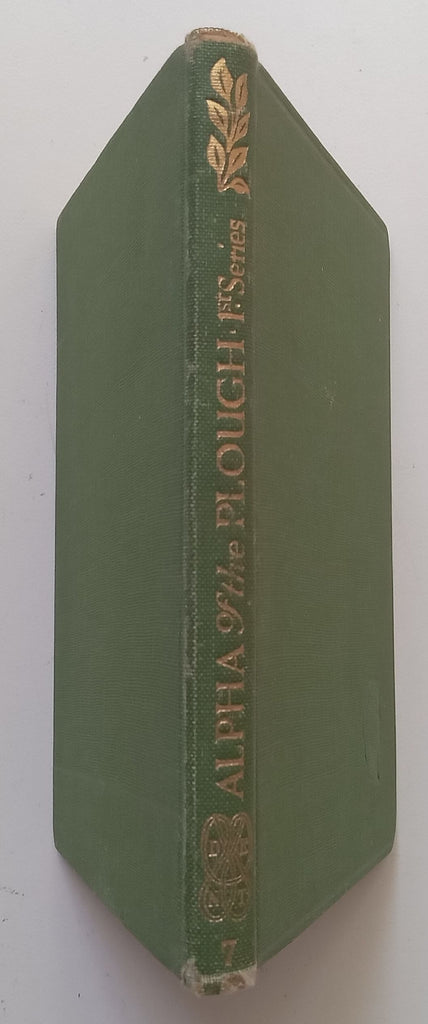 ALPHA of the PLOUGH · 1ST Series
7